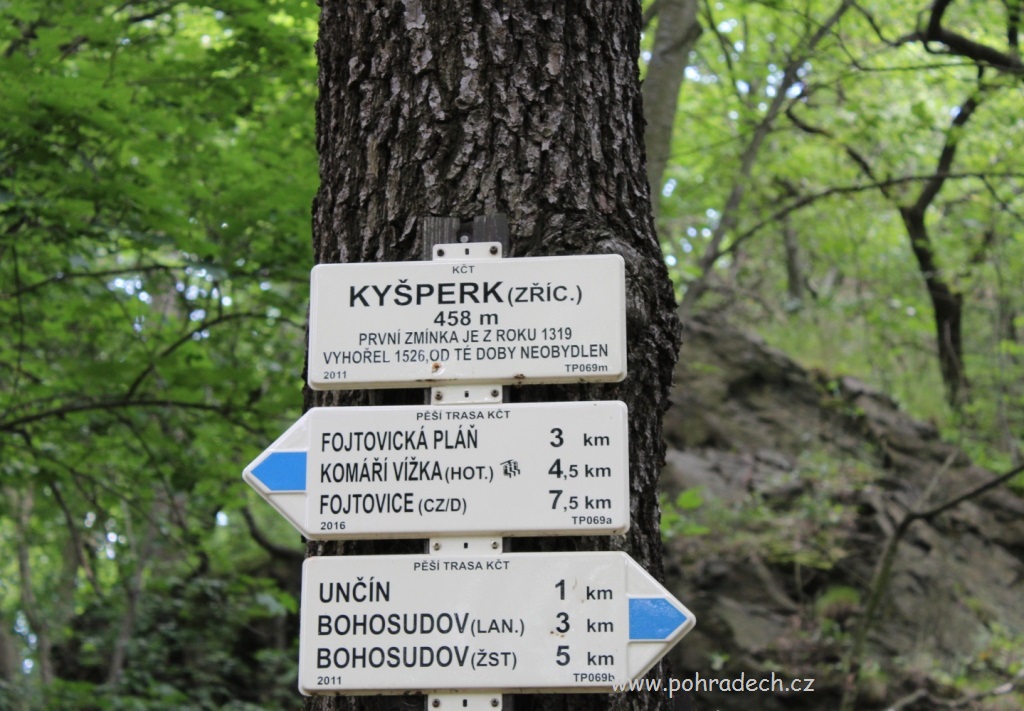 KČT
KYŠPERK (ZŘÍC.)
458 m
PRVNÍ ZMÍNKA JE Z ROKU 1319
VYHOŘEL 1526,OD TÉ DOBY NEOBYDLEN
2011 TP069m
PĚŠÍ TRASA KČT
FOJTOVICKÁ PLÁŇ 3 km
KOMÁŘÍ VÍŽKA (HOT.) 4,5 km
FOJTOVICE (CZ/D) 7,5 km
2016 TP069a
PĚŠÍ TRASA KČT
UNČÍN 1 km
BOHOSUDOV (LAN.) 3 km
BOHOSUDOV (ŽST) 5 km
2011 TP069b
www.pohradech.cz